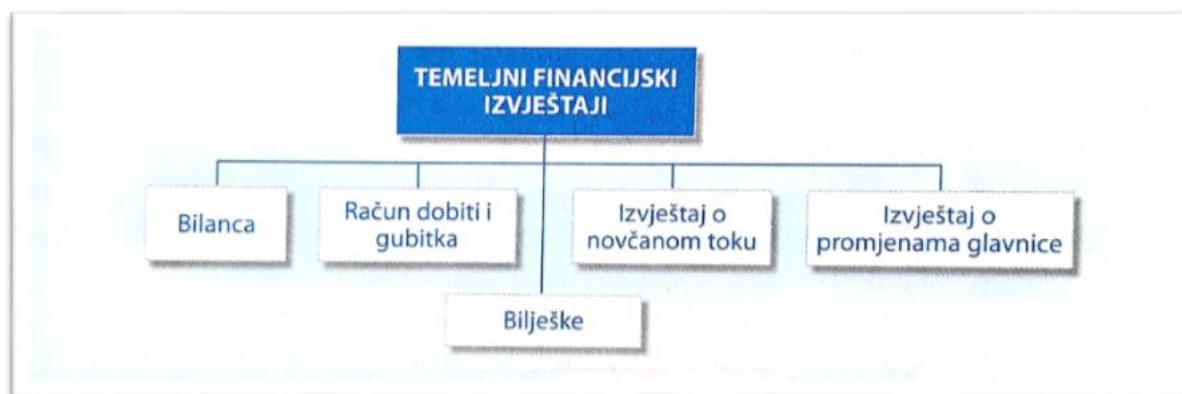 TEMELJNI FINANCIJSKI
IZVJEŠTAJI
Bilanca
Račun dobiti i
gubitka
Izvještaj o
novčanom toku
Izvještaj o
promjenama glavnice
Bilješke